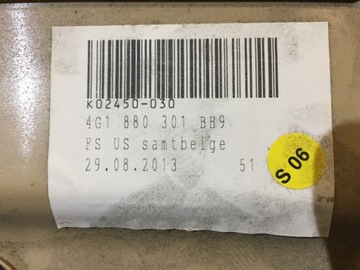 K02450-030
4G1 880 301 BH9
FS US samtbeige
29.08.2013 51
S 06